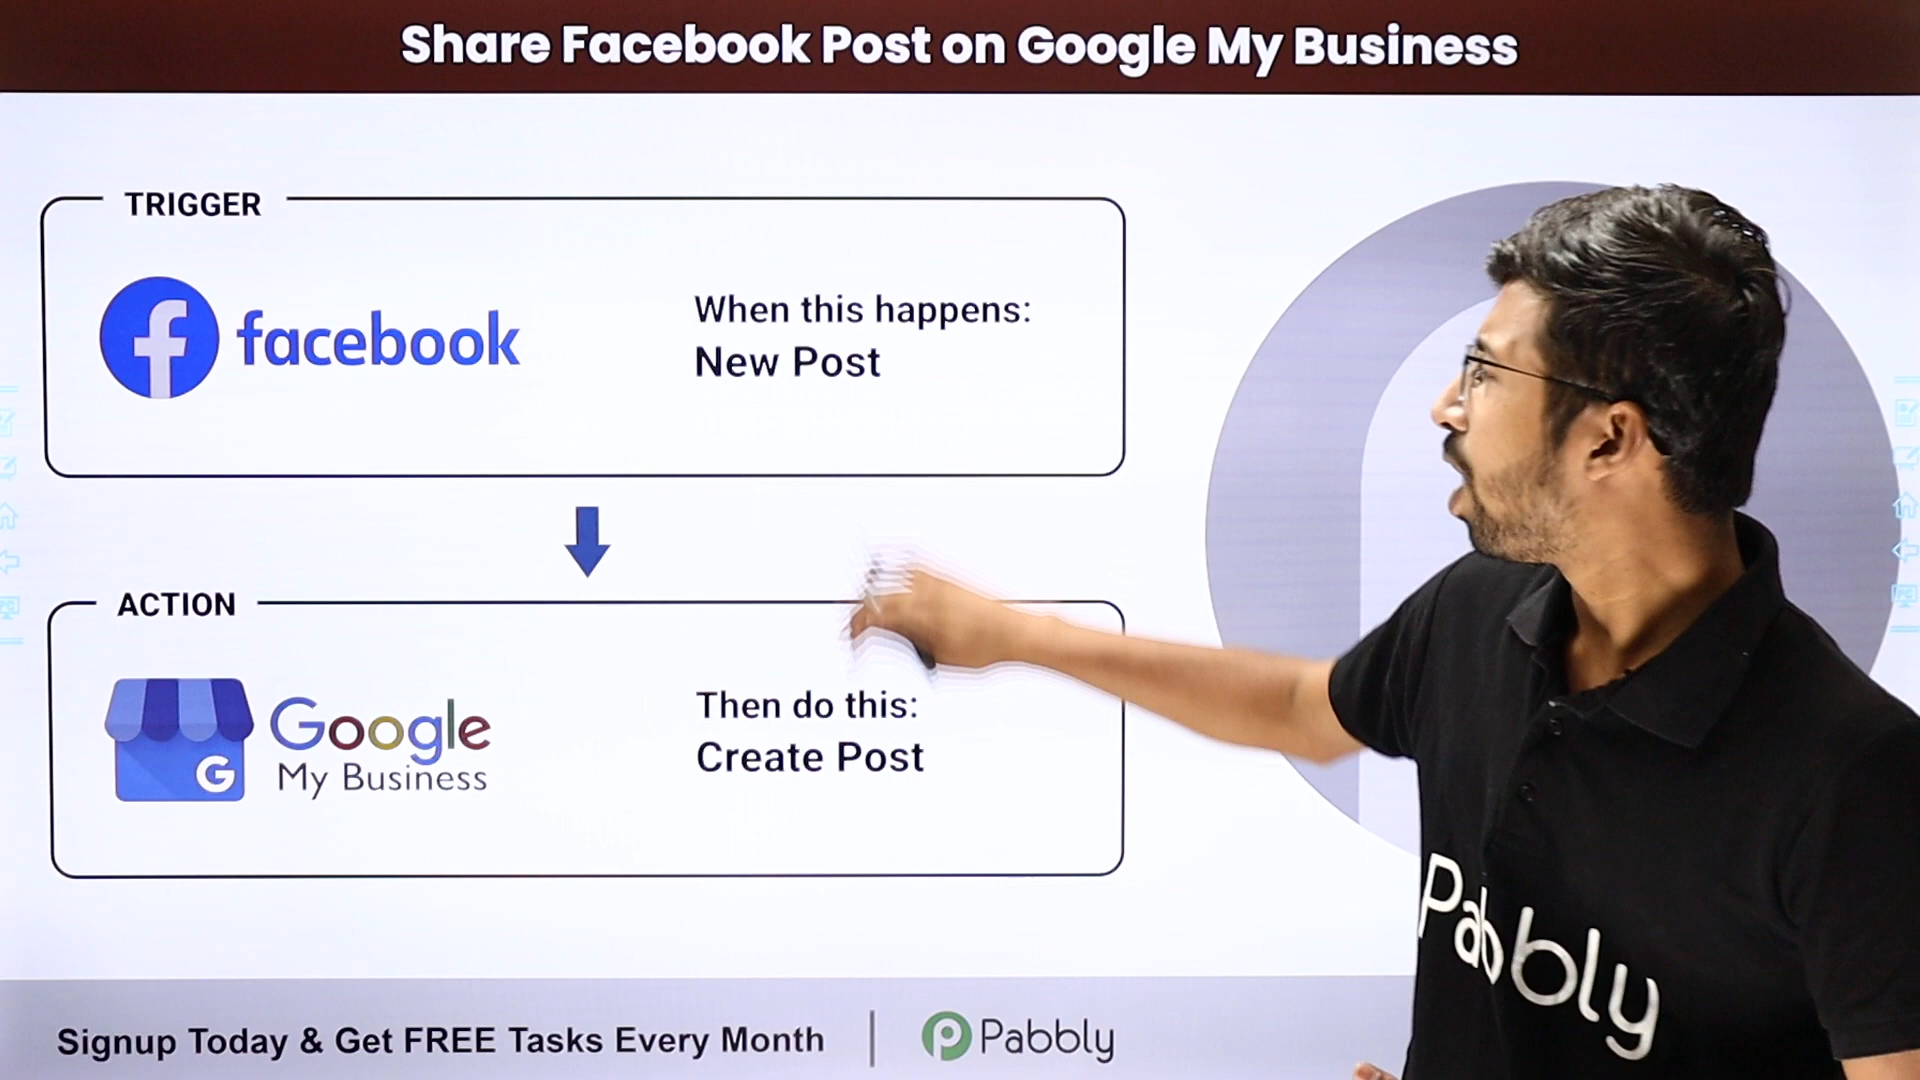 Share Facebook Post on Google My Business
TRIGGER
facebook
When this happens:
New Post
ACTION
Google
My Business
Then do this:
Create Post
Pabbly
Signup Today & Get FREE Tasks Every Month
Pabbly